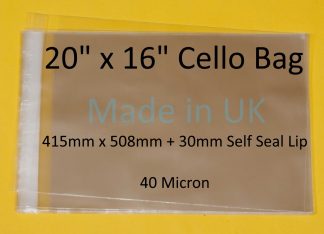 20" x 16" Cello Bag
Made in UK
415mm x 508mm + 30mm Self Seal Lip
40 Micron